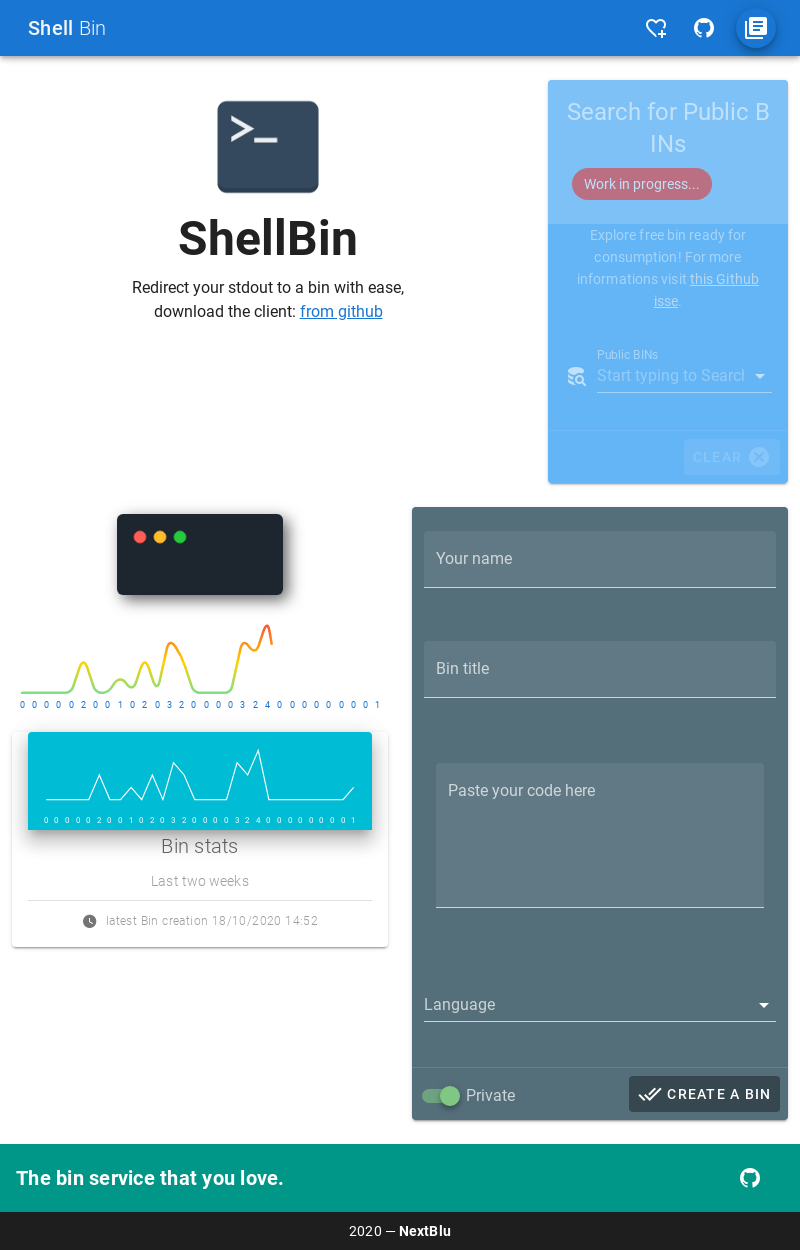 Shell Bin
>_
ShellBin
Redirect your stdout to a bin with ease,
download the client: from github
Search for Public B
INs
Work in progress...
Explore free bin ready for
consumption! For more
informations visit this Github
isse.
Public BINs
Start typing to Search
CLEAR
0 0 0 0 0 2 0 0 1 0 2 0 3 2 0 0 0 0 3 2 4 0 0 0 0 0 0 0 0 1
0 0 0 0 0 2 0 0 1 0 2 0 3 2 0 0 0 0 3 2 4 0 0 0 0 0 0 0 0 1
Bin stats
Last two weeks
latest Bin creation 18/10/2020 14:52
Your name
Bin title
Paste your code here
Language
Private
CREATE A BIN
The bin service that you love.
2020 — NextBlu